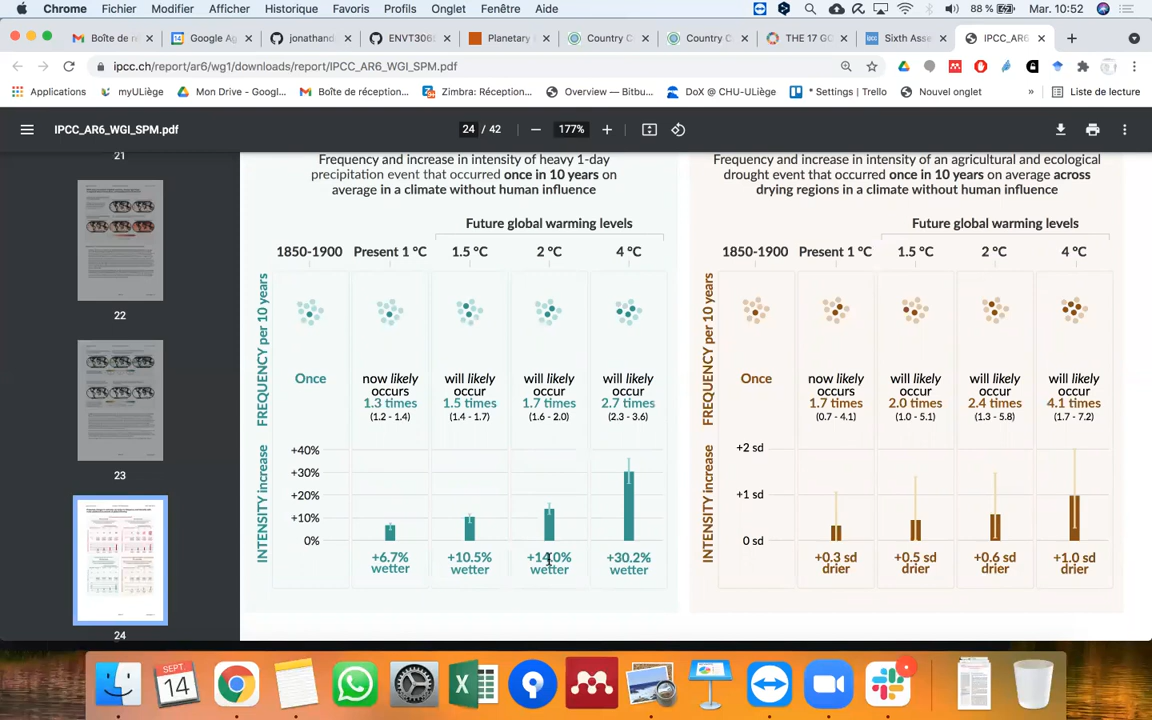 Chrome Fichier Modifier Affichage Historique Favoris Profils Onglet Fenêtre Aide 88 % Mar. 10:52
Boîte de r Google Ag jonathand ENVT306 Planetary Country C Country C THE 17 GO Sixth Asse IPCC_AR6
ipcc.ch/report/ar6/wg1/downloads/report/IPCC_AR6_WGI_SPM.pdf
Applications myULiège Mon Drive – Googl... Boîte de réception... Zimbra: Réception... Overview — Bitbu... DoX @ CHU-ULiège * Settings | Trello Nouvel onglet » Liste de lecture
IPCC_AR6_WGI_SPM.pdf 24 / 42 177%
21
22
23
24
Frequency and increase in intensity of heavy 1-day
precipitation event that occurred once in 10 years on
average in a climate without human influence
Future global warming levels
1850-1900 Present 1 °C 1.5 °C 2 °C 4 °C
FREQUENCY per 10 years
Once now likely will likely will likely will likely
occurs occur occur occur
1.3 times 1.5 times 1.7 times 2.7 times
(1.2 - 1.4) (1.4 - 1.7) (1.6 - 2.0) (2.3 - 3.6)
INTENSITY increase
+40%
+30%
+20%
+10%
0%
+6.7% +10.5% +14.0% +30.2%
wetter wetter wetter wetter
Frequency and increase in intensity of an agricultural and ecological
drought event that occurred once in 10 years on average across
drying regions in a climate without human influence
Future global warming levels
1850-1900 Present 1 °C 1.5 °C 2 °C 4 °C
FREQUENCY per 10 years
Once now likely will likely will likely will likely
occurs occur occur occur
1.7 times 2.0 times 2.4 times 4.1 times
(0.7 - 4.1) (1.0 - 5.1) (1.3 - 5.8) (1.7 - 7.2)
INTENSITY increase
+2 sd
+1 sd
0 sd
+0.3 sd +0.5 sd +0.6 sd +1.0 sd
drier drier drier drier
SEPT.
14